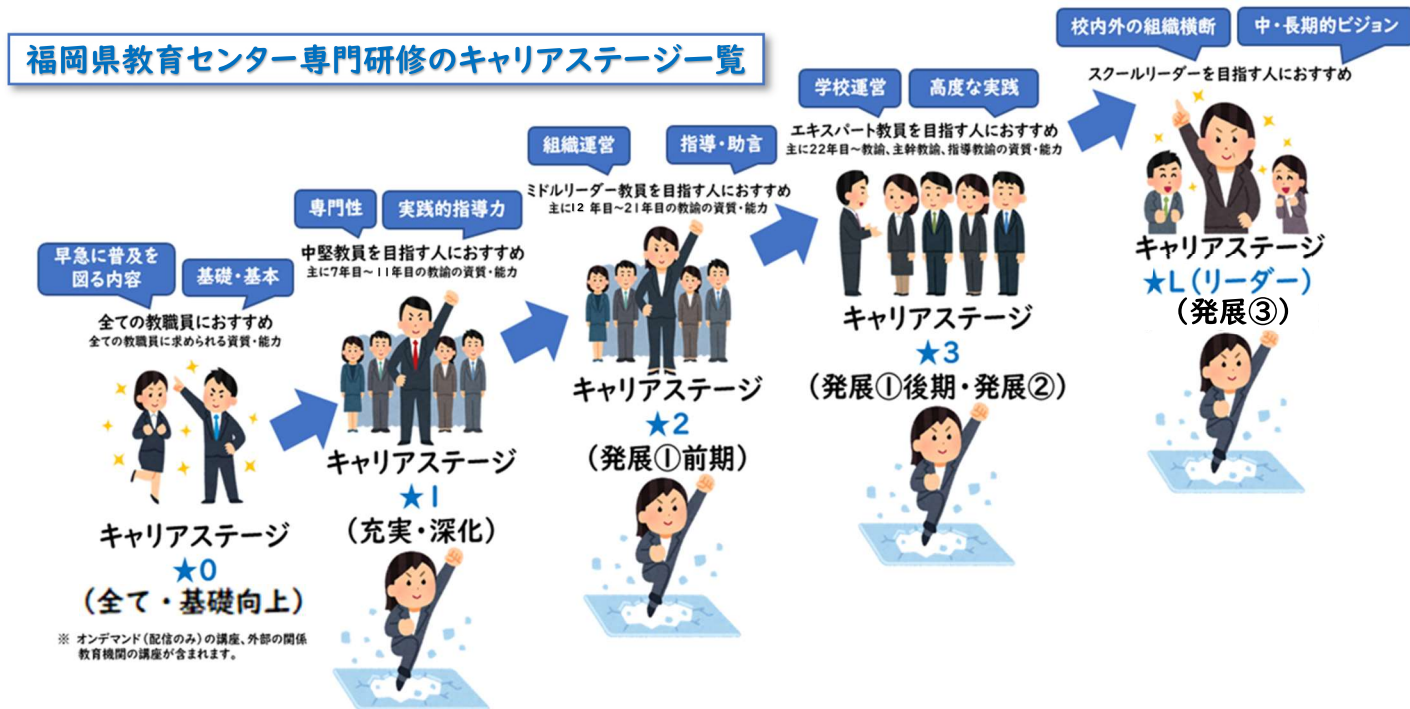 福岡県教育センター専門研修のキャリアステージ一覧
早急に普及を
図る内容
基礎・基本
全ての教職員におすすめ
全ての教職員に求められる資質・能力
キャリアステージ
★0
(全て・基礎向上)
※ オンデマンド(配信のみ)の講座、外部の関係
教育機関の講座が含まれます。
専門性
実践的指導力
中堅教員を目指す人におすすめ
主に7年目~11年目の教諭の資質・能力
キャリアステージ
★1
(充実・深化)
組織運営
指導・助言
ミドルリーダー教員を目指す人におすすめ
主に12 年目~21年目の教諭の資質・能力
キャリアステージ
★2
(発展①前期)
学校運営
高度な実践
エキスパート教員を目指す人におすすめ
主に22年目~教諭、主幹教諭、指導教諭の資質・能力
キャリアステージ
★3
(発展①後期・発展②)
校内外の組織横断
中・長期的ビジョン
スクールリーダーを目指す人におすすめ
キャリアステージ
★L(リーダー)
(発展③)